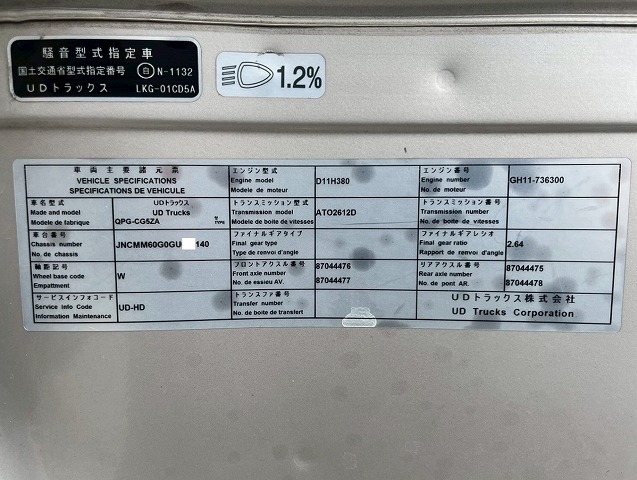 騒音型式指定車
国土交通省型式指定番号 自 N-1132
UDトラックス LKG-01CD5A
1.2%
車両主要諸元票
VEHICLE SPECIFICATIONS
SPECIFICATIONS DE VEHICULE
エンジン型式
Engine model
Modele de moteur
D11H380
エンジン番号
Engine number
No. de moteur
GH11-736300
車名型式
Made and model
Modele de fabrique
UDトラックス
UD Trucks
QPG-CG5ZA
型
TYPE
トランスミッション型式
Transmission model
Modele de boite de vitesses
ATO2612D
トランスミッション番号
Transmission number
No. de boite de vitesses
車台番号
Chassis number
No. de chassis
JNCMM60G0GU 140
ファイナルギアタイプ
Final gear type
Type de renvoi d'angle
ファイナルギアレシオ
Final gear ratio
Rapport de renvoi d'angle
2.64
軸距記号
Wheel base code
Empattment
W
フロントアクスル番号
Front axle number
No. de essieu AV.
87044476
87044477
リアアクスル番号
Rear axle number
No. de pont AR.
87044475
87044478
サービスインフォコード
Service Info Code
Information Maintenance
UD-HD
トランスファ番号
Transfer number
No. de boite de transfert
UDトラックス株式会社
UD Trucks Corporation